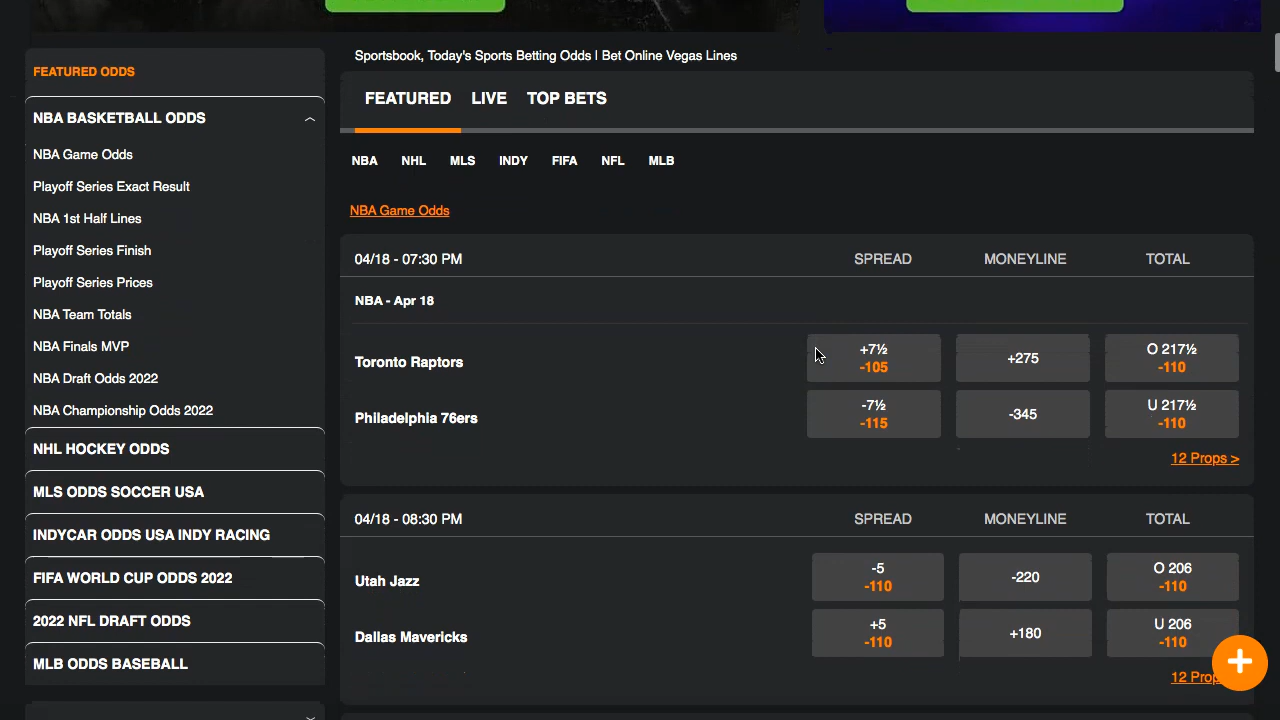 Sportsbook, Today's Sports Betting Odds | Bet Online Vegas Lines
FEATURED ODDS
NBA BASKETBALL ODDS
NBA Game Odds
Playoff Series Exact Result
NBA 1st Half Lines
Playoff Series Finish
Playoff Series Prices
NBA Team Totals
NBA Finals MVP
NBA Draft Odds 2022
NBA Championship Odds 2022
NHL HOCKEY ODDS
MLS ODDS SOCCER USA
INDYCAR ODDS USA INDY RACING
FIFA WORLD CUP ODDS 2022
2022 NFL DRAFT ODDS
MLB ODDS BASEBALL
FEATURED LIVE TOP BETS
NBA NHL MLS INDY FIFA NFL MLB
NBA Game Odds
04/18 - 07:30 PM SPREAD MONEYLINE TOTAL
NBA - Apr 18
Toronto Raptors +7½ -105 +275 O 217½ -110
Philadelphia 76ers -7½ -115 -345 U 217½ -110
12 Props >
04/18 - 08:30 PM SPREAD MONEYLINE TOTAL
Utah Jazz -5 -110 -220 O 206 -110
Dallas Mavericks +5 -110 +180 U 206 -110
12 Prop